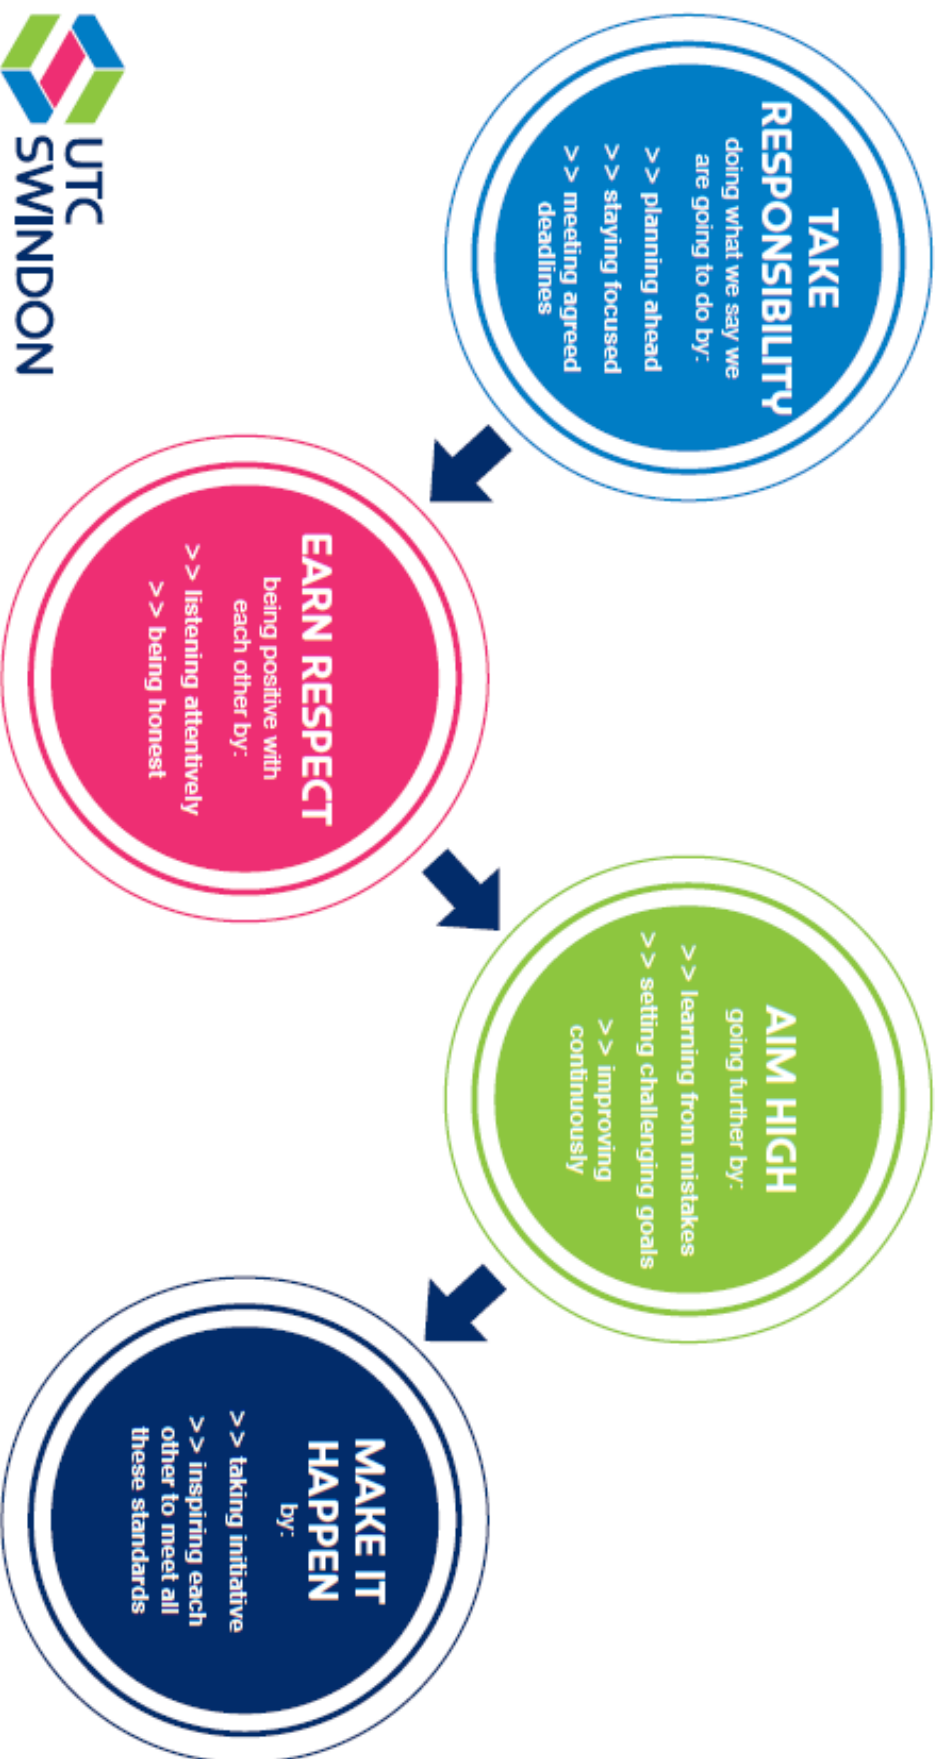 TAKE
RESPONSIBILITY
doing what we say we
are going to do by:
>> planning ahead
>> staying focused
>> meeting agreed
deadlines
EARN RESPECT
being positive with
each other by:
>> listening attentively
>> being honest
AIM HIGH
going further by:
>> learning from mistakes
>> setting challenging goals
>> improving
continuously
MAKE IT
HAPPEN
by:
>> taking initiative
>> inspiring each
other to meet all
these standards
UTC
SWINDON